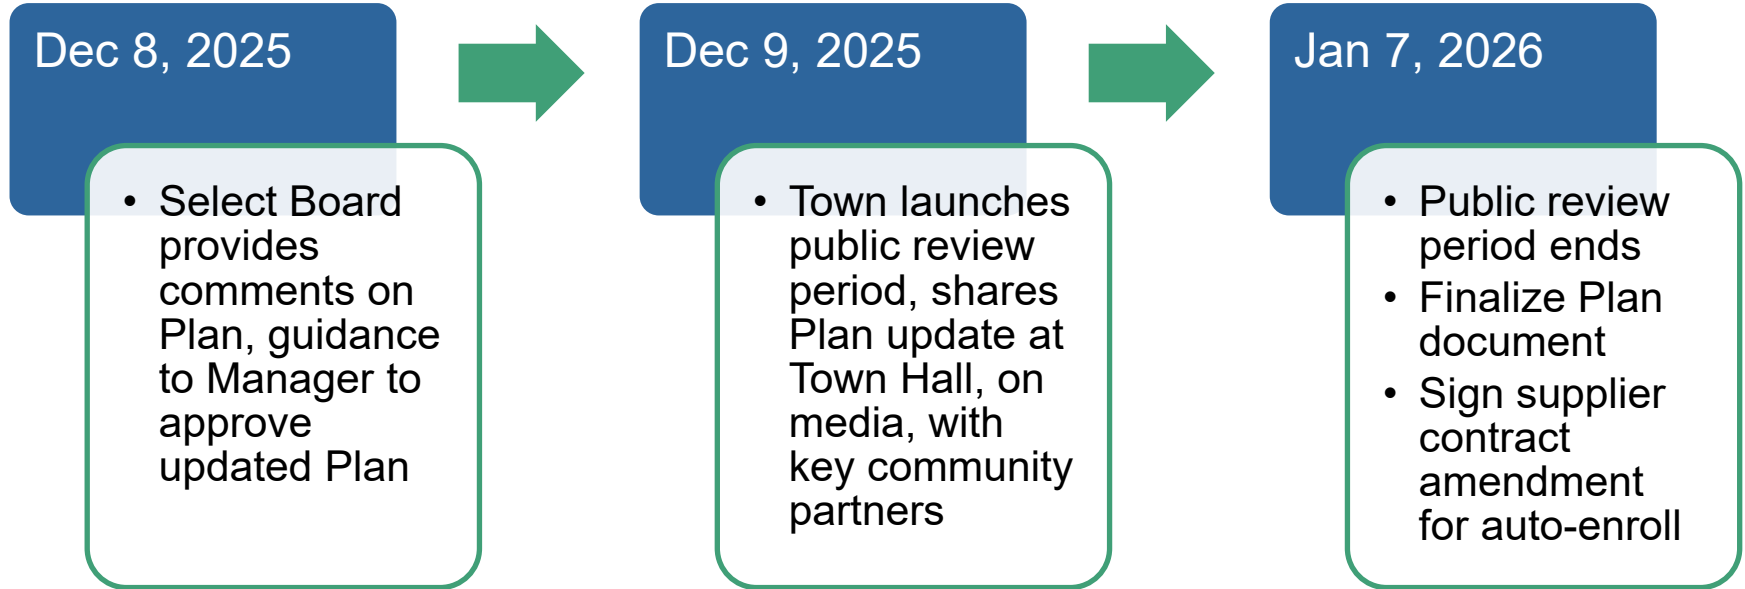 Dec 8, 2025
• Select Board
provides
comments on
Plan, guidance
to Manager to
approve
updated Plan
Dec 9, 2025
• Town launches
public review
period, shares
Plan update at
Town Hall, on
media, with
key community
partners
Jan 7, 2026
• Public review
period ends
• Finalize Plan
document
• Sign supplier
contract
amendment
for auto-enroll